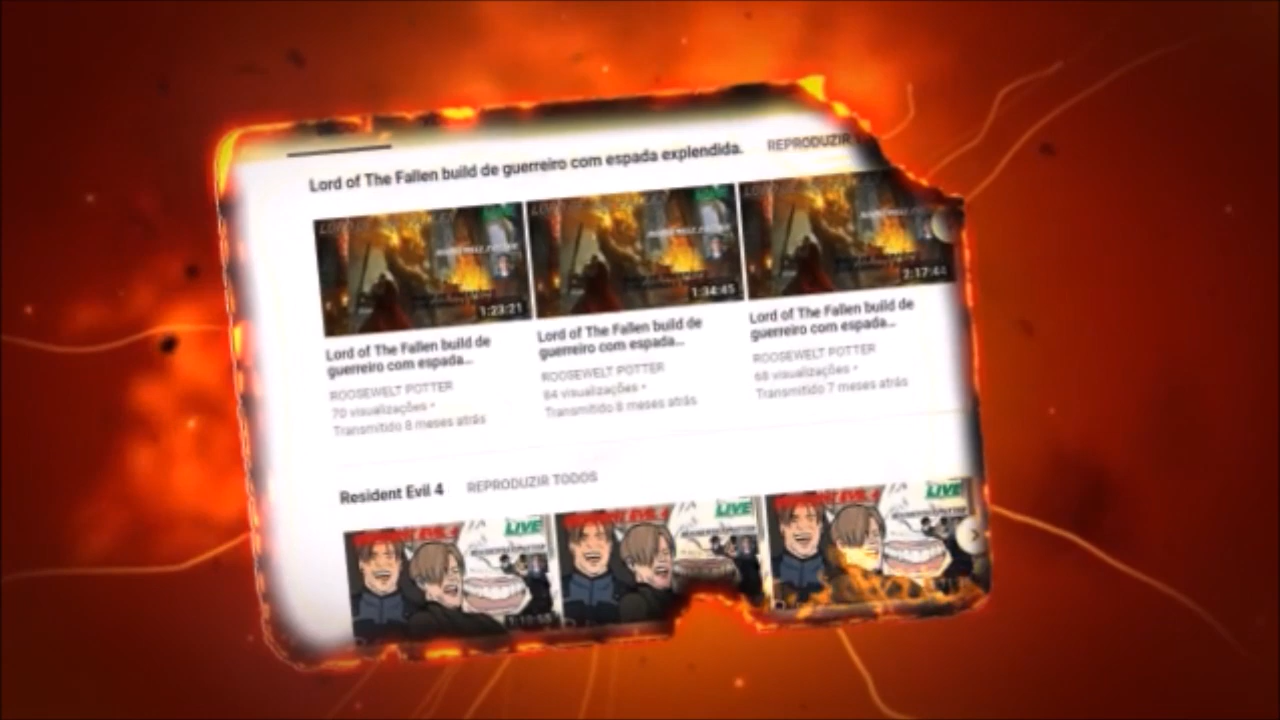 Lord of The Fallen build de guerreiro com espada explendida. REPRODUZIR
1:23:21
1:34:45
2:17:44
Lord of The Fallen build de
guerreiro com espada...
ROOSEWELT POTTER
70 visualizações •
Transmitido 8 meses atrás
Lord of The Fallen build de
guerreiro com espada...
ROOSEWELT POTTER
84 visualizações •
Transmitido 8 meses atrás
Lord of The Fallen build de
guerreiro com espada...
ROOSEWELT POTTER
68 visualizações •
Transmitido 7 meses atrás
Resident Evil 4 REPRODUZIR TODOS
LIVE
LIVE
LIVE